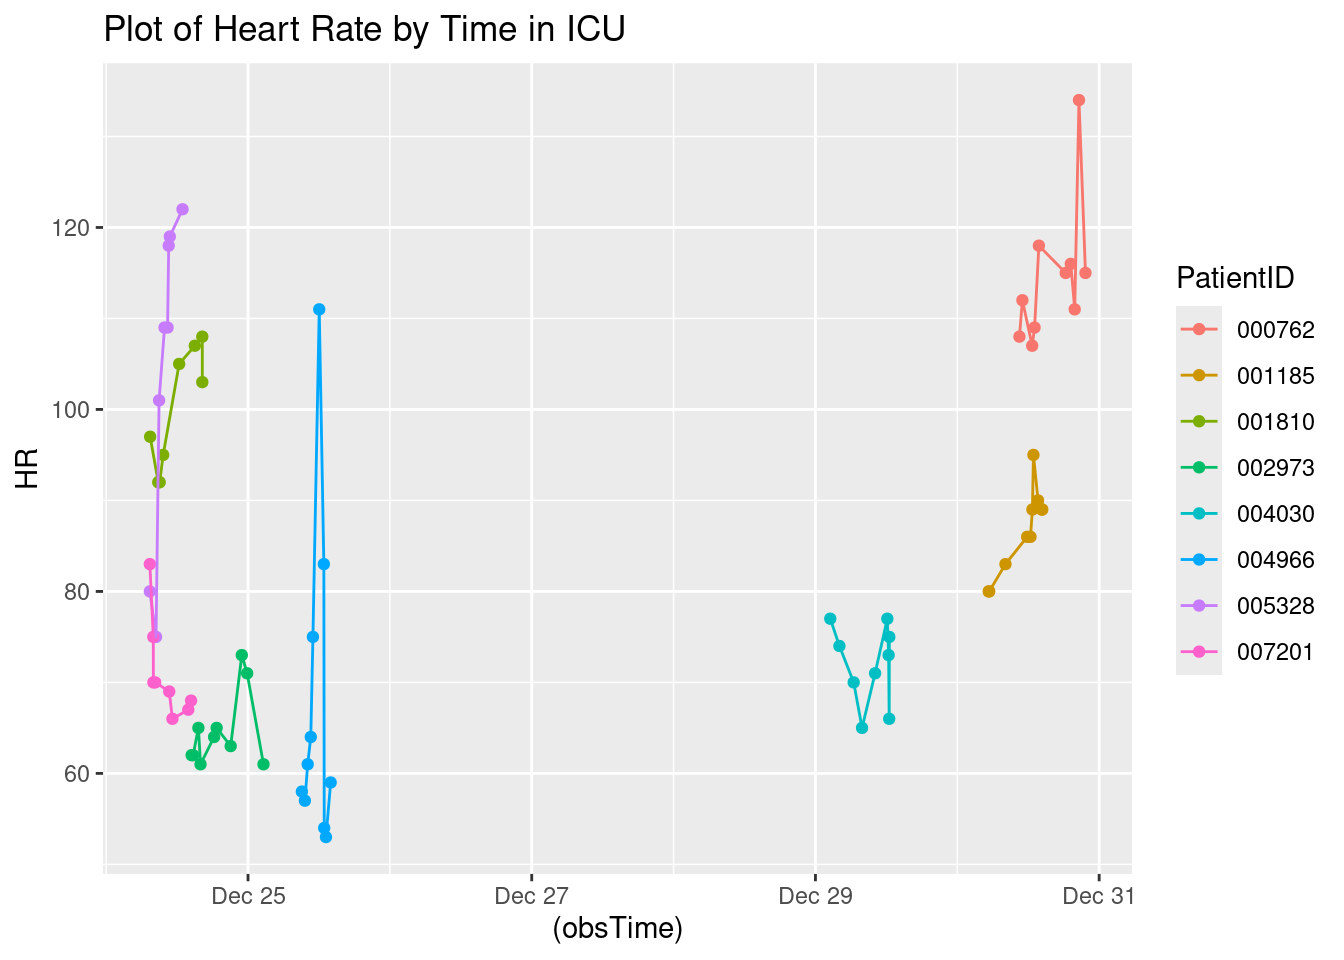 Plot of Heart Rate by Time in ICU
120
100
80
60
HR
Dec 25
Dec 27
Dec 29
Dec 31
(obsTime)
PatientID
000762
001185
001810
002973
004030
004966
005328
007201